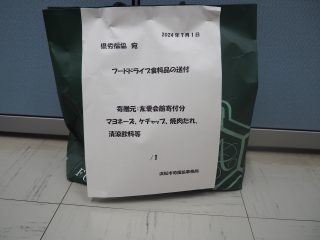 2024年7月1日
県労福協 宛
フードドライブ食料品の送付
寄贈元:友愛会館寄付分
マヨネーズ、ケチャップ、焼肉たれ、
清涼飲料等
/1